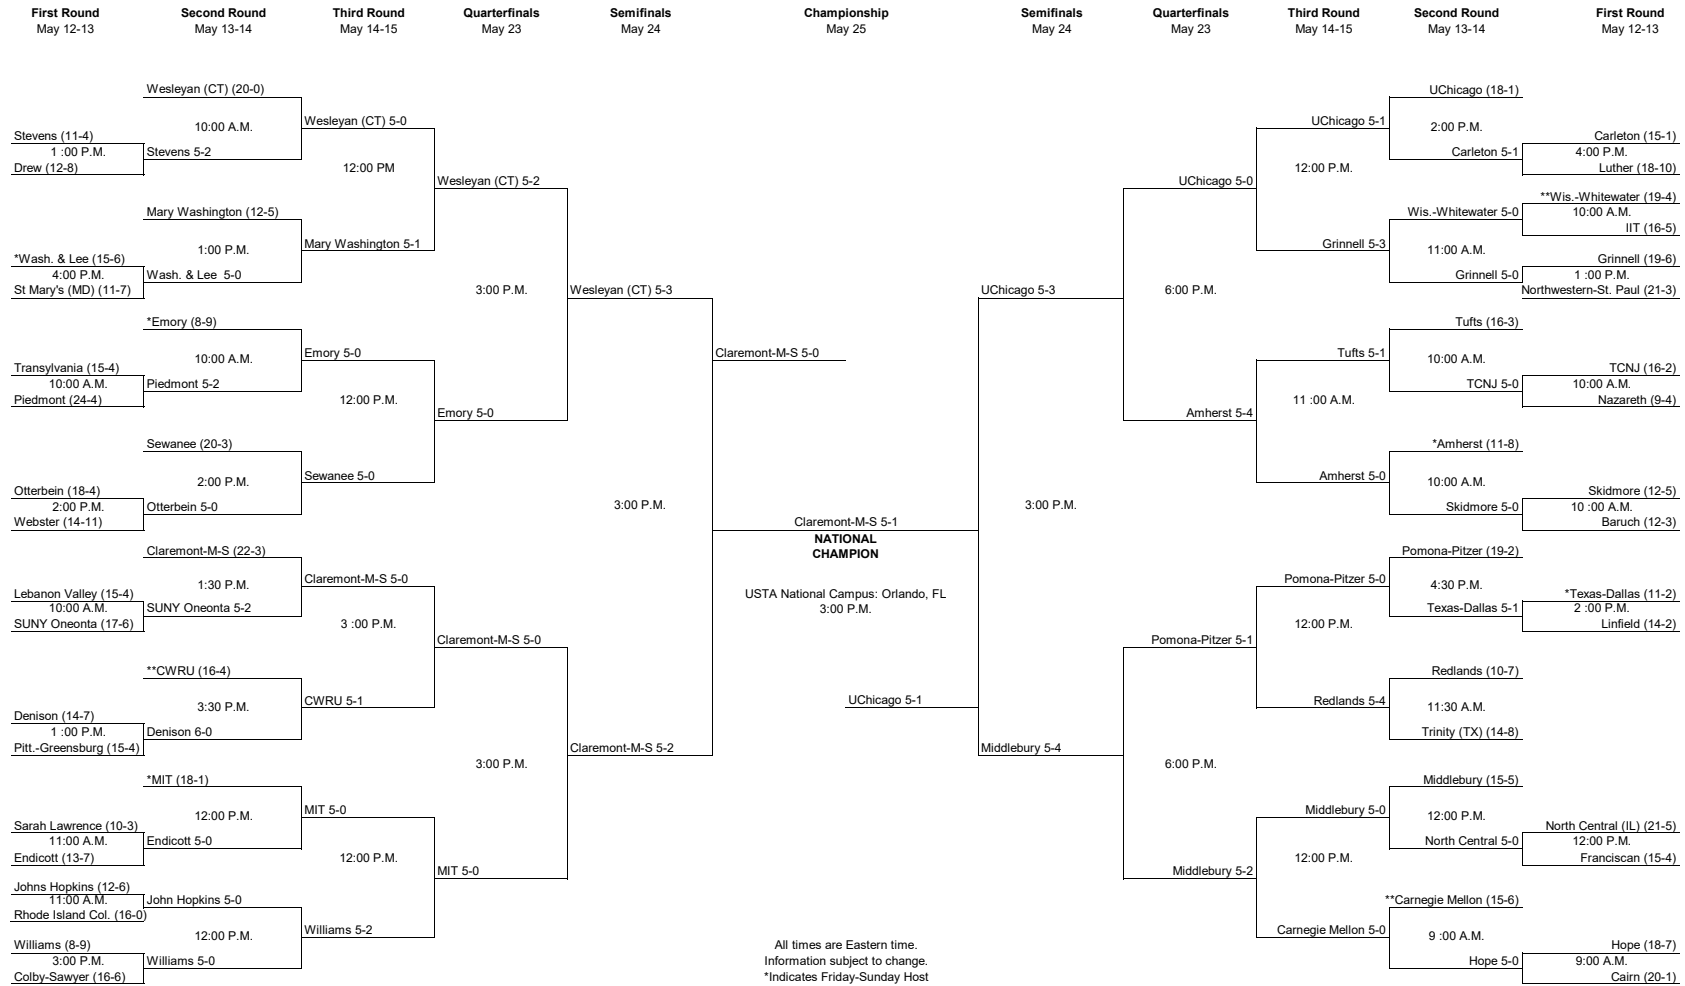 First Round
May 12-13
Second Round
May 13-14
Third Round
May 14-15
Quarterfinals
May 23
Semifinals
May 24
Championship
May 25
Semifinals
May 24
Quarterfinals
May 23
Third Round
May 14-15
Second Round
May 13-14
First Round
May 12-13
Stevens (11-4)
1 :00 P.M.
Drew (12-8)
*Wash. & Lee (15-6)
4:00 P.M.
St Mary's (MD) (11-7)
Transylvania (15-4)
10:00 A.M.
Piedmont (24-4)
Otterbein (18-4)
2:00 P.M.
Webster (14-11)
Lebanon Valley (15-4)
10:00 A.M.
SUNY Oneonta (17-6)
Denison (14-7)
1 :00 P.M.
Pitt.-Greensburg (15-4)
Sarah Lawrence (10-3)
11:00 A.M.
Endicott (13-7)
Johns Hopkins (12-6)
11:00 A.M.
Rhode Island Col. (16-0)
Williams (8-9)
3:00 P.M.
Colby-Sawyer (16-6)
Wesleyan (CT) (20-0)
10:00 A.M.
Stevens 5-2
Mary Washington (12-5)
1:00 P.M.
Wash. & Lee 5-0
*Emory (8-9)
10:00 A.M.
Piedmont 5-2
Sewanee (20-3)
2:00 P.M.
Otterbein 5-0
Claremont-M-S (22-3)
1:30 P.M.
SUNY Oneonta 5-2
**CWRU (16-4)
3:30 P.M.
Denison 6-0
*MIT (18-1)
12:00 P.M.
Endicott 5-0
John Hopkins 5-0
12:00 P.M.
Williams 5-0
Wesleyan (CT) 5-0
12:00 PM
Mary Washington 5-1
Emory 5-0
12:00 P.M.
Sewanee 5-0
Claremont-M-S 5-0
3 :00 P.M.
CWRU 5-1
MIT 5-0
12:00 P.M.
Williams 5-2
Wesleyan (CT) 5-2
3:00 P.M.
Emory 5-0
Claremont-M-S 5-0
3:00 P.M.
MIT 5-0
Wesleyan (CT) 5-3
3:00 P.M.
Claremont-M-S 5-2
Claremont-M-S 5-0
Claremont-M-S 5-1
NATIONAL
CHAMPION
USTA National Campus: Orlando, FL
3:00 P.M.
UChicago 5-1
All times are Eastern time.
Information subject to change.
*Indicates Friday-Sunday Host
UChicago 5-3
3:00 P.M.
Middlebury 5-4
UChicago 5-0
6:00 P.M.
Amherst 5-4
Pomona-Pitzer 5-1
6:00 P.M.
Middlebury 5-2
UChicago 5-1
12:00 P.M.
Grinnell 5-3
Tufts 5-1
11 :00 A.M.
Amherst 5-0
Pomona-Pitzer 5-0
12:00 P.M.
Redlands 5-4
Middlebury 5-0
12:00 P.M.
Carnegie Mellon 5-0
UChicago (18-1)
2:00 P.M.
Carleton 5-1
Wis.-Whitewater 5-0
11:00 A.M.
Grinnell 5-0
Tufts (16-3)
10:00 A.M.
TCNJ 5-0
*Amherst (11-8)
10:00 A.M.
Skidmore 5-0
Pomona-Pitzer (19-2)
4:30 P.M.
Texas-Dallas 5-1
Redlands (10-7)
11:30 A.M.
Trinity (TX) (14-8)
Middlebury (15-5)
12:00 P.M.
North Central 5-0
**Carnegie Mellon (15-6)
9 :00 A.M.
Hope 5-0
Carleton (15-1)
4:00 P.M.
Luther (18-10)
**Wis.-Whitewater (19-4)
10:00 A.M.
IIT (16-5)
Grinnell (19-6)
1 :00 P.M.
Northwestern-St. Paul (21-3)
TCNJ (16-2)
10:00 A.M.
Nazareth (9-4)
Skidmore (12-5)
10 :00 A.M.
Baruch (12-3)
*Texas-Dallas (11-2)
2 :00 P.M.
Linfield (14-2)
North Central (IL) (21-5)
12:00 P.M.
Franciscan (15-4)
Hope (18-7)
9:00 A.M.
Cairn (20-1)